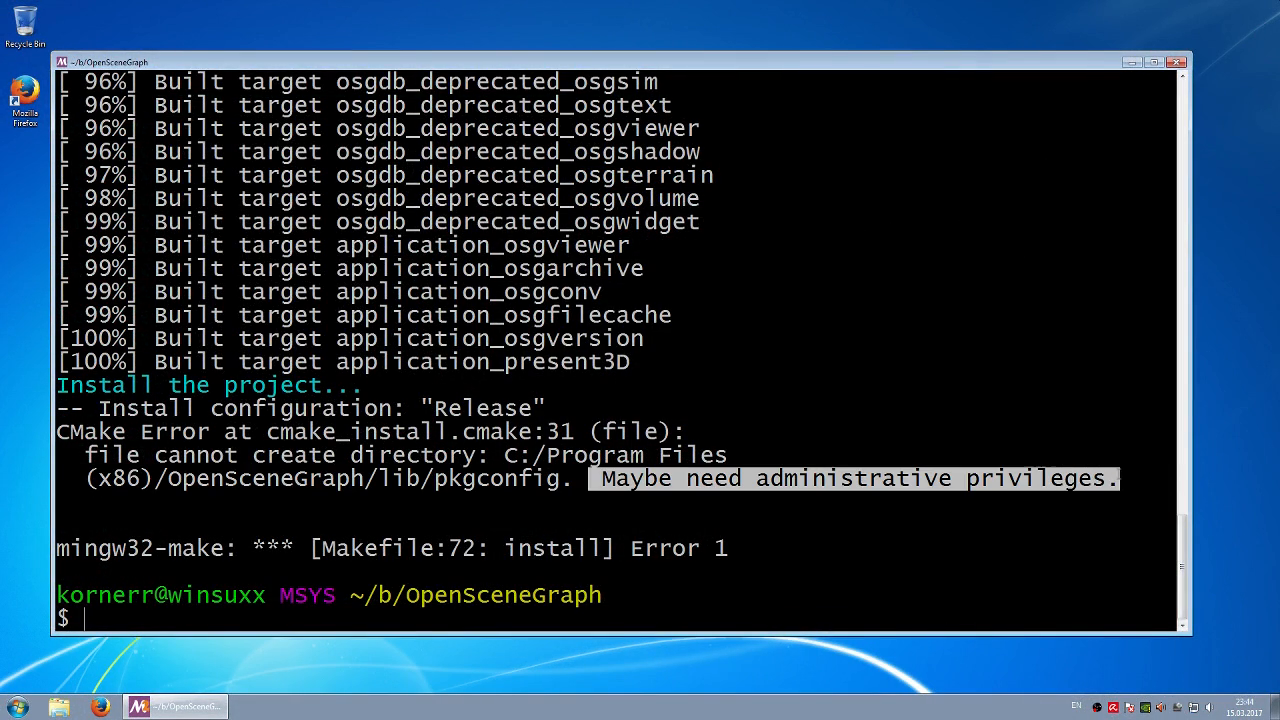 Recycle Bin
Mozilla
Firefox
~/b/OpenSceneGraph
[ 96%] Built target osgdb_deprecated_osgsim
[ 96%] Built target osgdb_deprecated_osgtext
[ 96%] Built target osgdb_deprecated_osgviewer
[ 96%] Built target osgdb_deprecated_osgshadow
[ 97%] Built target osgdb_deprecated_osgterrain
[ 98%] Built target osgdb_deprecated_osgvolume
[ 99%] Built target osgdb_deprecated_osgwidget
[ 99%] Built target application_osgviewer
[ 99%] Built target application_osgarchive
[ 99%] Built target application_osgconv
[ 99%] Built target application_osgfilecache
[100%] Built target application_osgversion
[100%] Built target application_present3D
Install the project...
-- Install configuration: "Release"
CMake Error at cmake_install.cmake:31 (file):
file cannot create directory: C:/Program Files
(x86)/OpenSceneGraph/lib/pkgconfig. Maybe need administrative privileges.
mingw32-make: *** [Makefile:72: install] Error 1
kornerr@winsuxx MSYS ~/b/OpenSceneGraph
$
~/b/OpenSceneG...
EN
23:44
15.03.2017